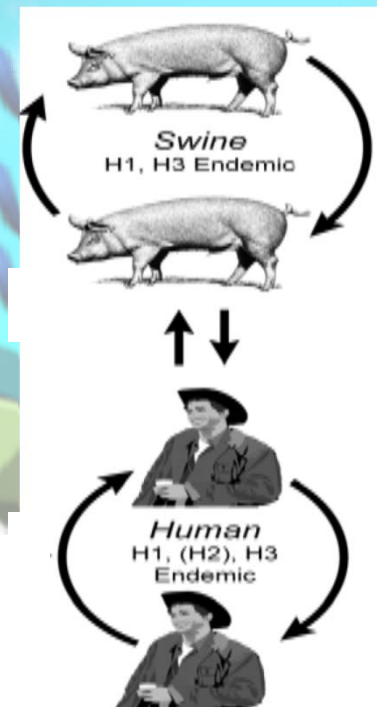 Swine
H1, H3 Endemic
Human
H1, (H2), H3
Endemic